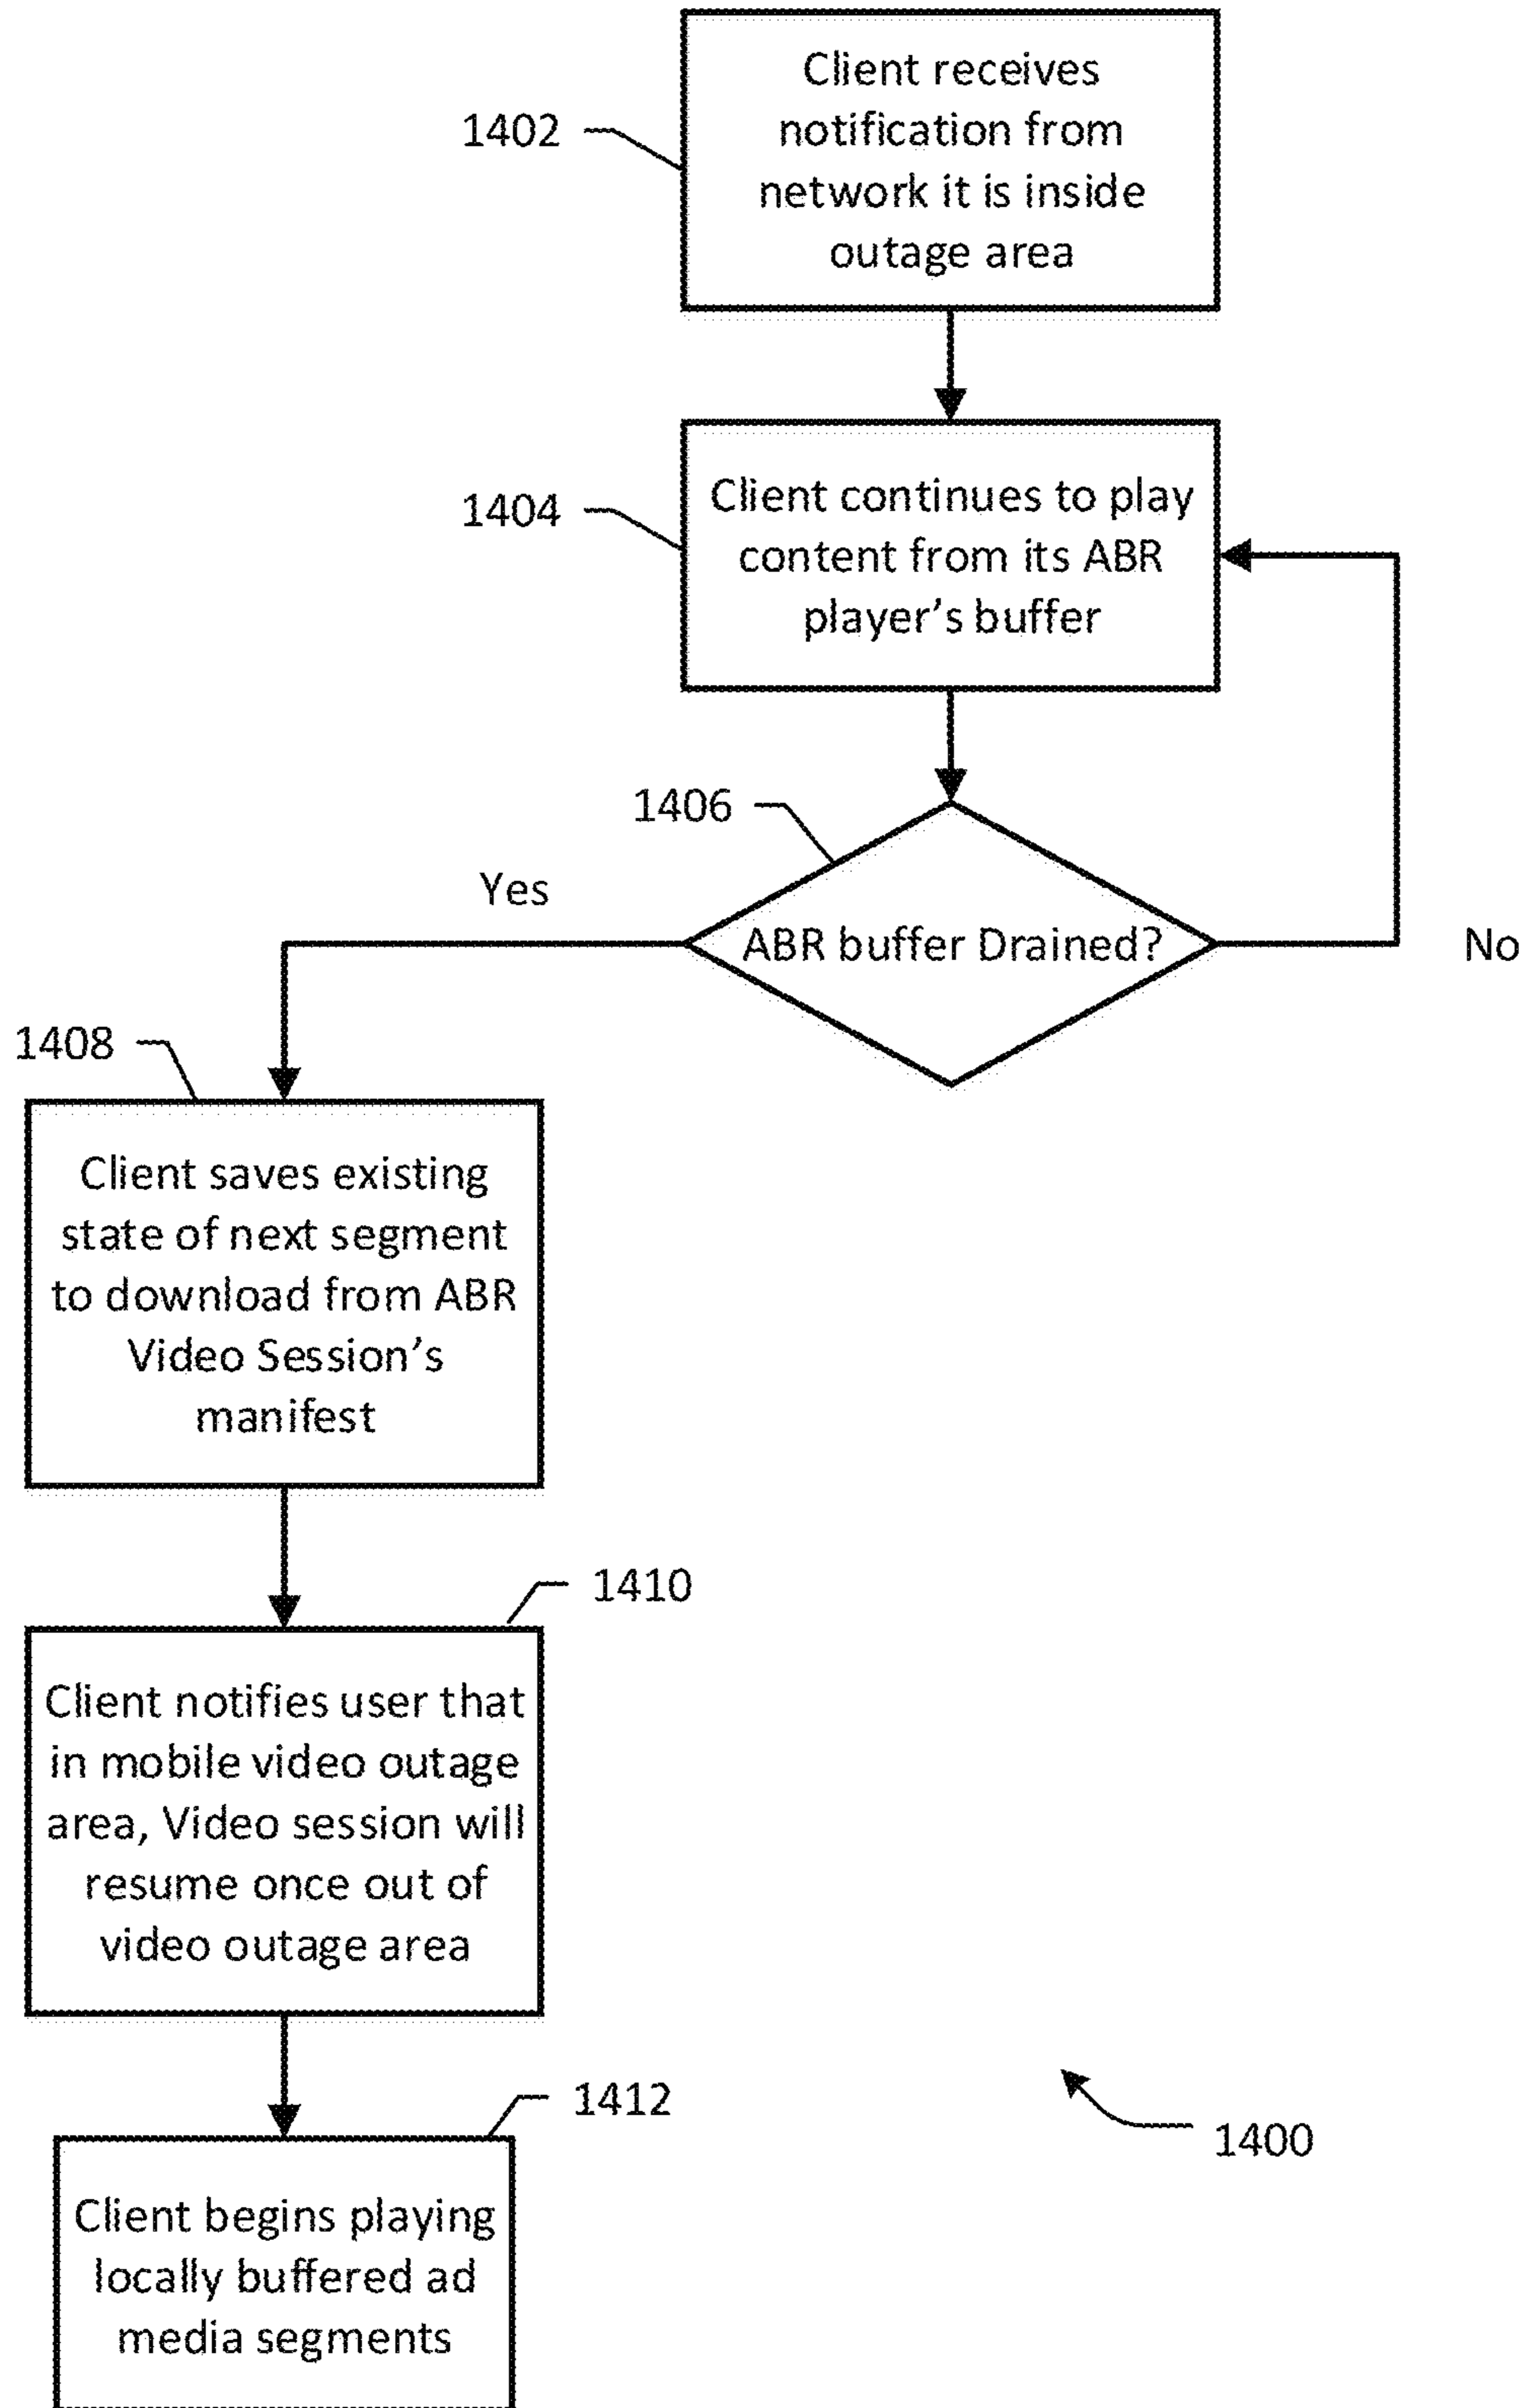 Client receives
notification from
network it is inside
outage area
1402
Client continues to play
content from its ABR
player's buffer
1404
1406
ABR buffer Drained?
Yes
No
1408
Client saves existing
state of next segment
to download from ABR
Video Session's
manifest
1410
Client notifies user that
in mobile video outage
area, Video session will
resume once out of
video outage area
1412
Client begins playing
locally buffered ad
media segments
1400